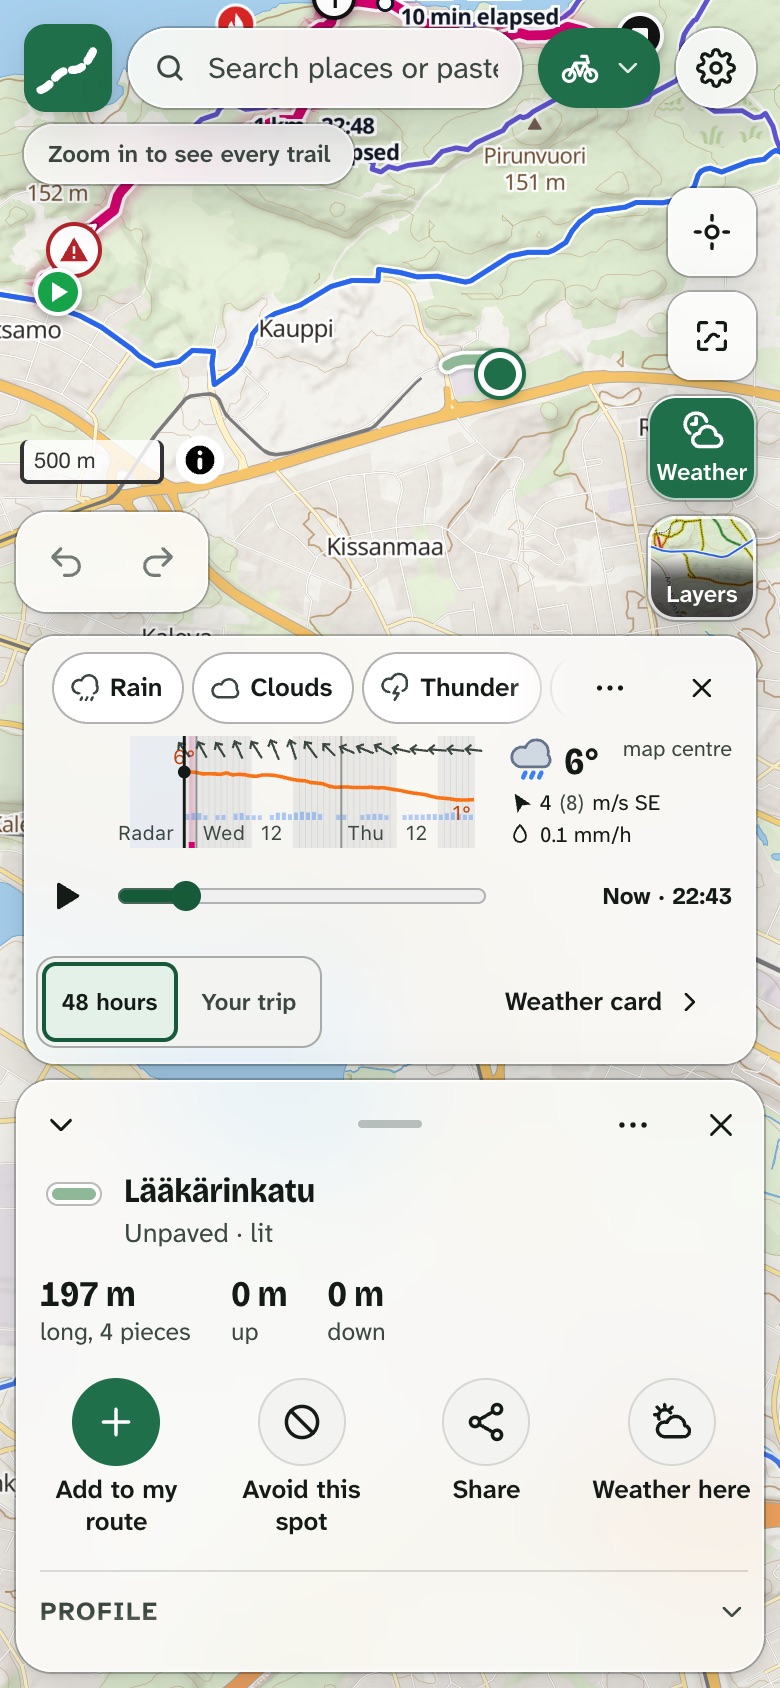 10 min elapsed
Search places or paste
22:48
Zoom in to see every trail
Pirunvuori
151 m
152 m
Kauppi
500 m
Weather
Kissanmaa
Layers
Rain
Clouds
Thunder
6°
6°
map centre
4 (8) m/s SE
1°
0.1 mm/h
Radar
Wed
12
Thu
12
Now · 22:43
48 hours
Your trip
Weather card
Lääkärinkatu
Unpaved · lit
197 m
0 m
0 m
long, 4 pieces
up
down
Add to my
route
Avoid this
spot
Share
Weather here
PROFILE